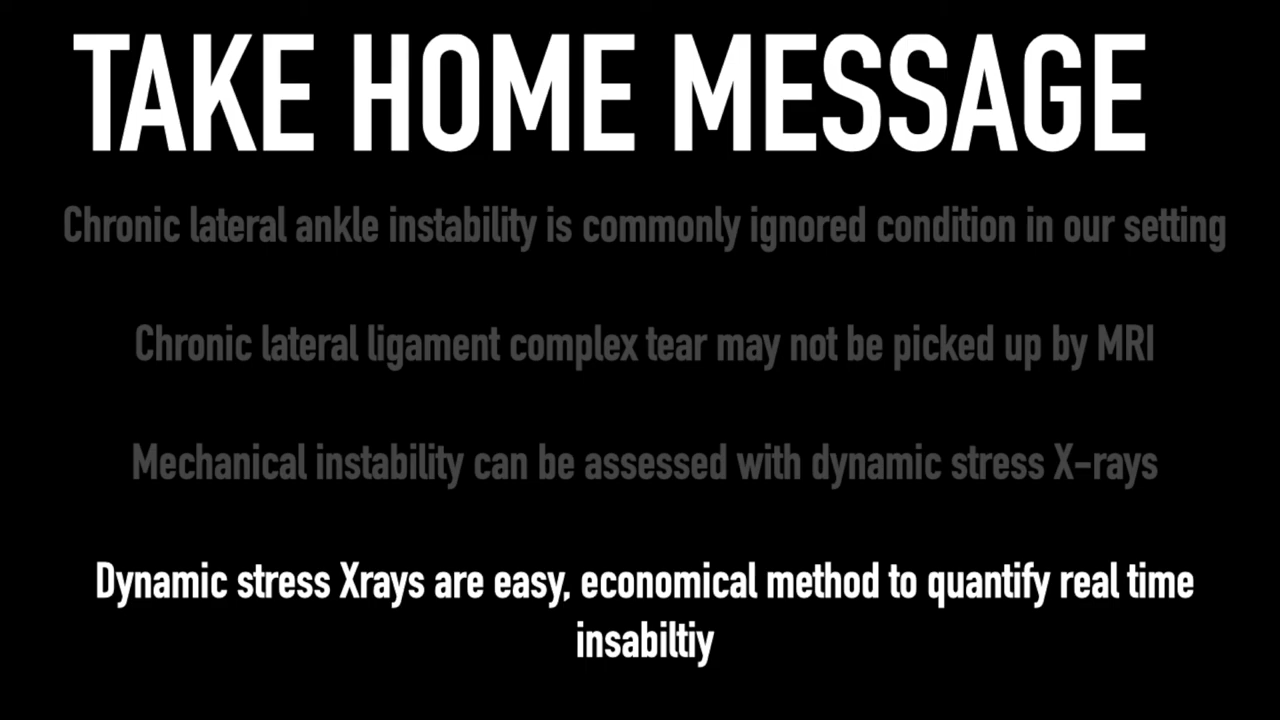 TAKE HOME MESSAGE
Chronic lateral ankle instability is commonly ignored condition in our setting
Chronic lateral ligament complex tear may not be picked up by MRI
Mechanical instability can be assessed with dynamic stress X-rays
Dynamic stress Xrays are easy, economical method to quantify real time
insabiltiy